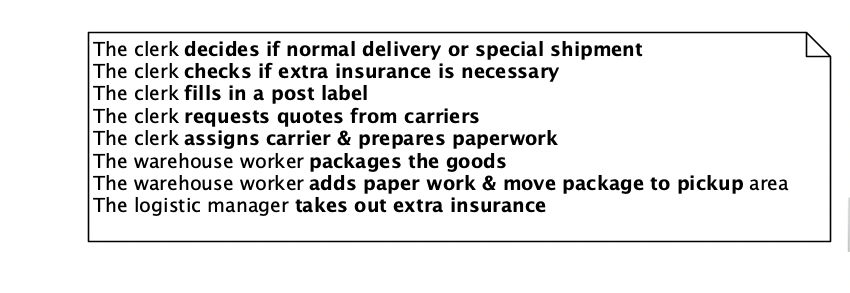 The clerk decides if normal delivery or special shipment
The clerk checks if extra insurance is necessary
The clerk fills in a post label
The clerk requests quotes from carriers
The clerk assigns carrier & prepares paperwork
The warehouse worker packages the goods
The warehouse worker adds paper work & move package to pickup area
The logistic manager takes out extra insurance